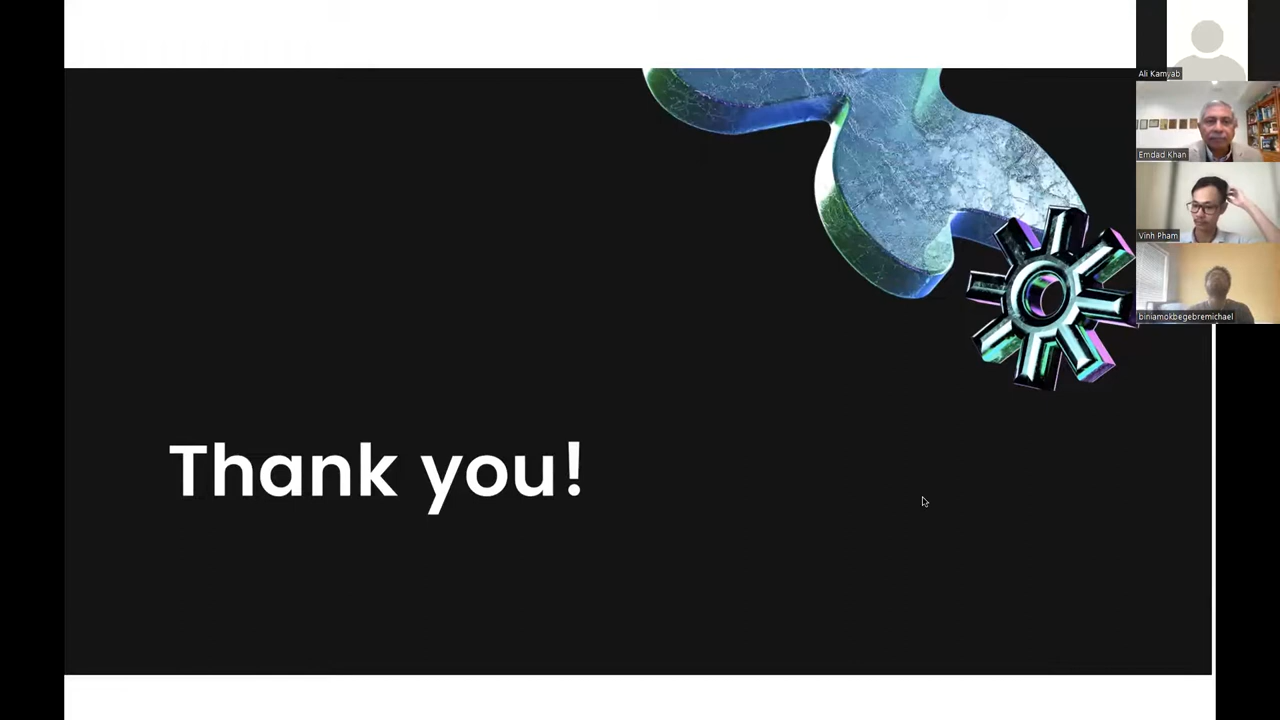 Ali Kamyab
Emdad Khan
Vinh Pham
biniamokbegebremichael
Thank you!